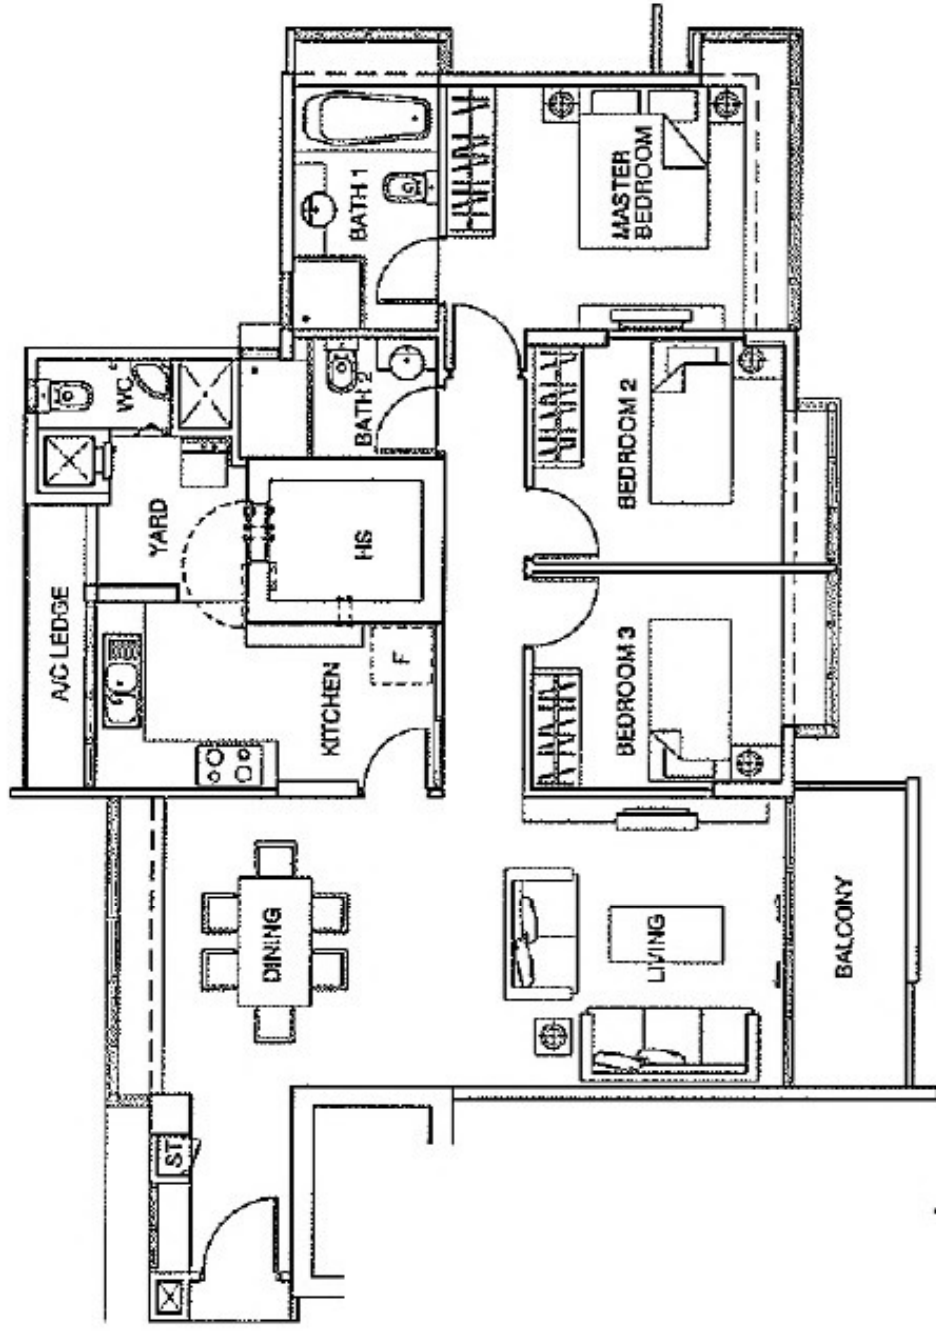 BATH 1
MASTER
BEDROOM
WC
BATH 2
BEDROOM 2
YARD
HS
A/C LEDGE
KITCHEN
F
BEDROOM 3
DINING
LIVING
BALCONY
ST